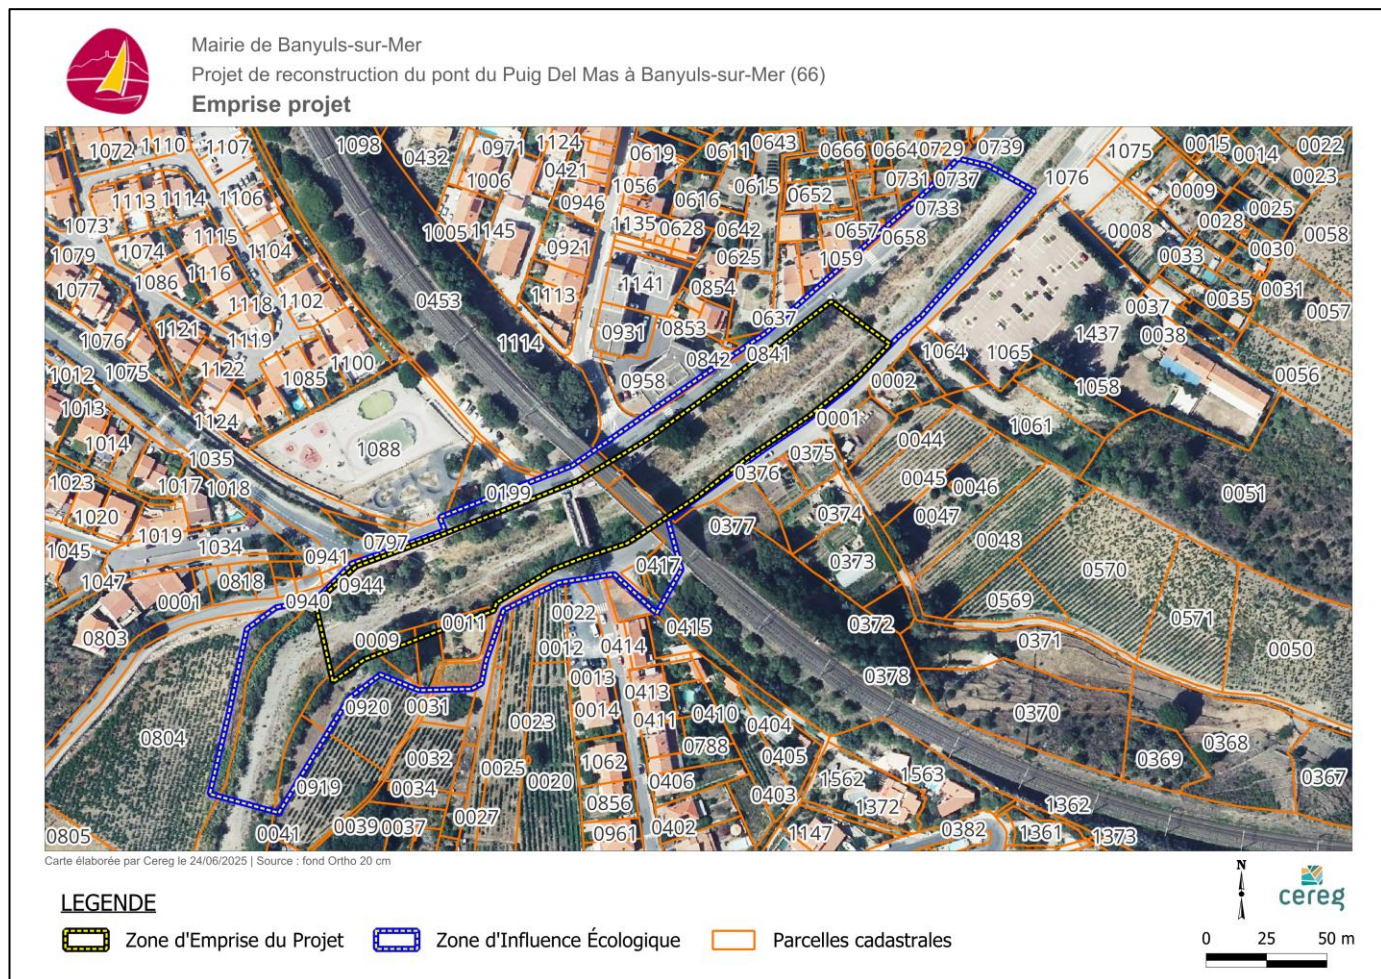 Mairie de Banyuls-sur-Mer
Projet de reconstruction du pont du Puig Del Mas à Banyuls-sur-Mer (66)
Emprise projet
1072 1110 1107 1098 0432 0971 1124 0619 0611 0643 0666 0664 0729 0739 1075 0015 0014 0022
1113 1114 1106 1006 0421 1056 0615 0652 0731 0737 1076 0009 0023
1073 1074 1115 1104 1005 1145 0946 0616 0733 0028 0025
1079 1086 1116 0921 1135 0628 0642 0657 0658 0008 0030 0058
1077 1118 1102 0453 1113 1141 0625 1059 0033 0031
1076 1121 1119 1114 0931 0854 0637 0037 0035 0057
1012 1075 1122 1085 1100 0958 0853 0842 0841 1064 1065 1437 0038 0056
1013 1124 0002 1058
1014 1035 1088 0001 0044 1061
1023 1017 1018 0199 0376 0375 0045 0046 0051
1020 1019 1034 0797 0377 0374 0047 0048
1045 0941 0417 0373 0570
1047 0001 0818 0944 0569
0803 0940 0009 0011 0022 0415 0372 0371 0571 0050
0012 0414 0378
0804 0920 0031 0013 0413 0370
0023 0014 0411 0410 0404 0368
0032 0788 0405 0369 0367
0919 0034 0025 0020 1062 0406 1562 1563
0805 0041 0039 0037 0027 0856 0403 1372 1362
0961 0402 1147 0382 1361 1373
Carte élaborée par Cereg le 24/06/2025 | Source : fond Ortho 20 cm
LEGENDE
Zone d'Emprise du Projet Zone d'Influence Écologique Parcelles cadastrales
N
cereg
0 25 50 m